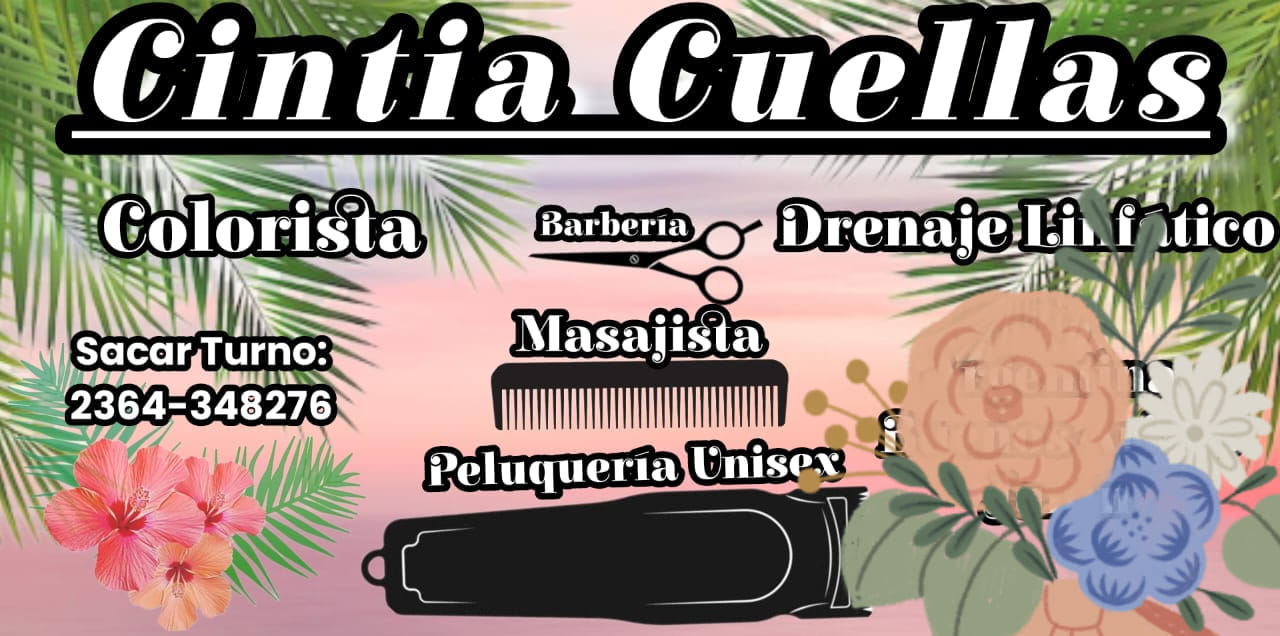 Cintia Cuellas
Colorista
Barbería
Drenaje Linfático
Masajista
Sacar Turno:
2364-348276
Peluquería Unisex